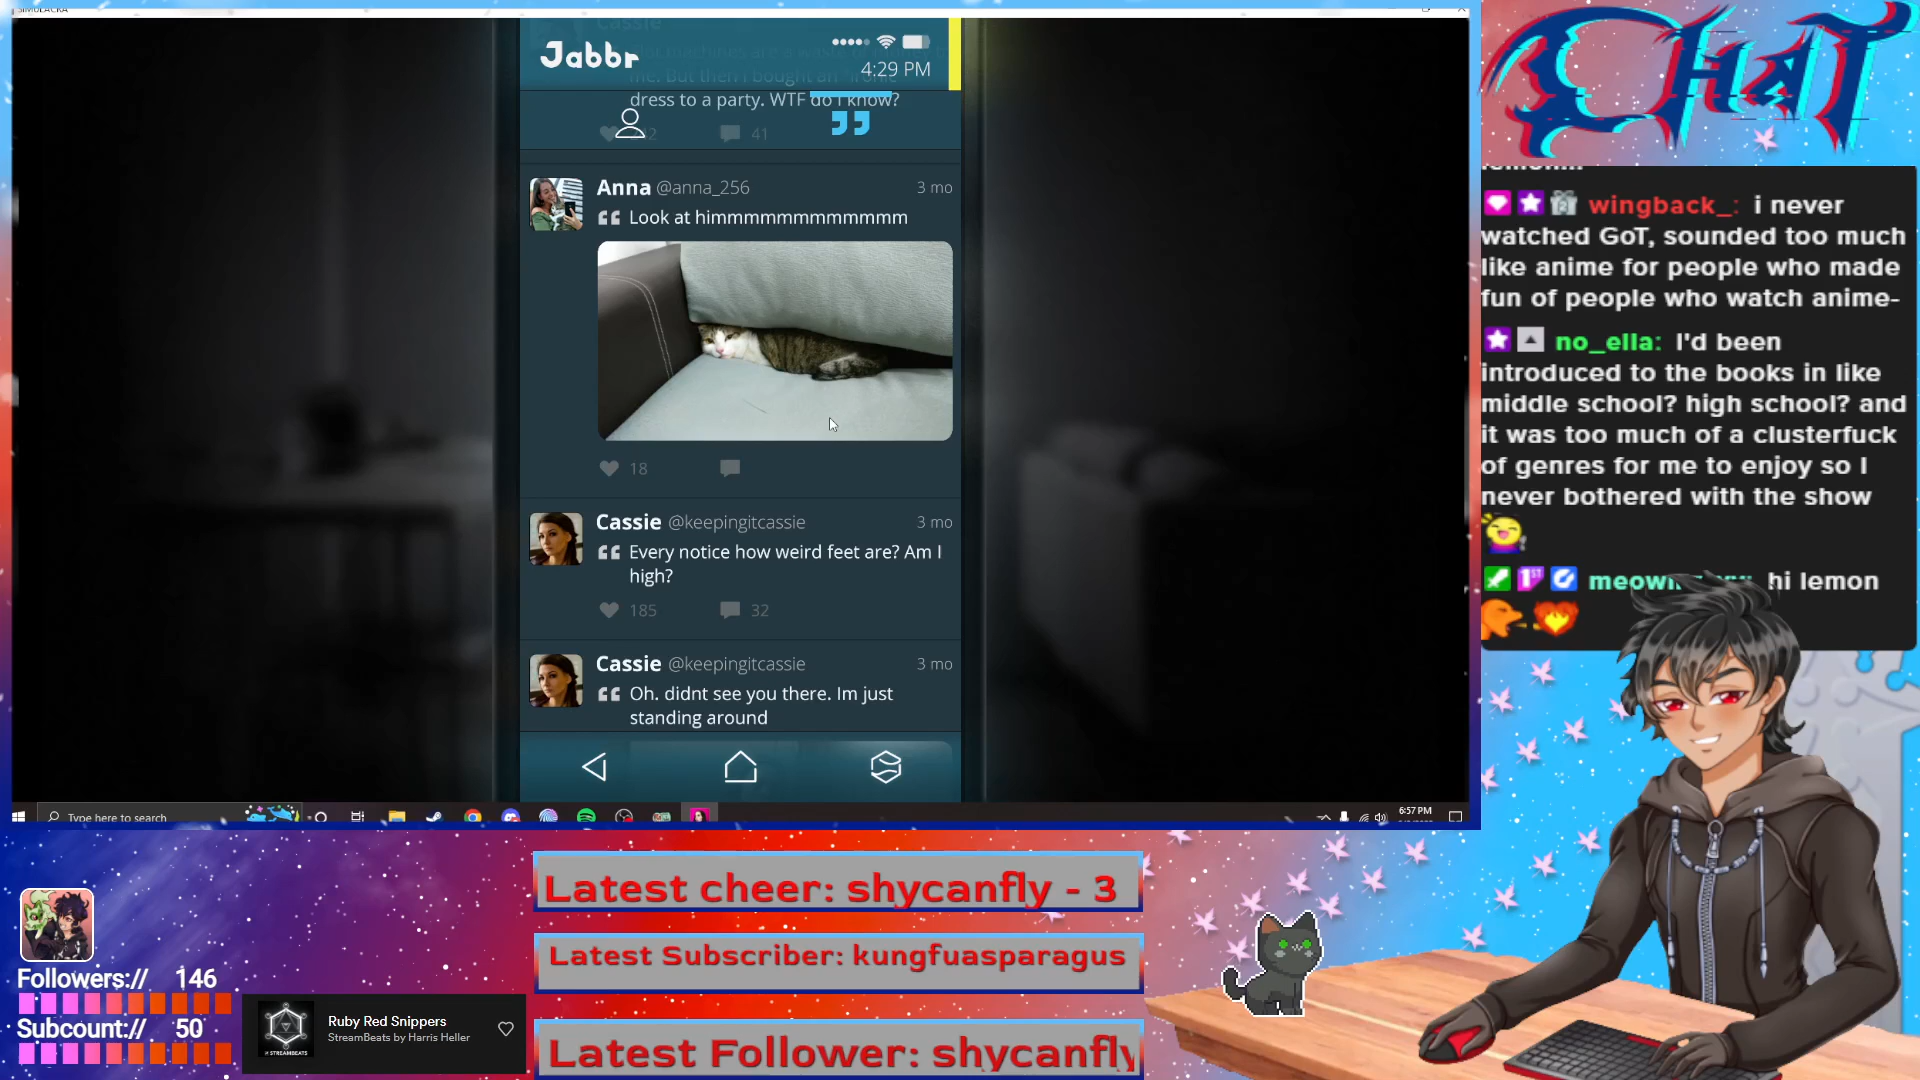 SIMULACRA
Jabbr
4:29 PM
Cassie
dress to a party. WTF do I know?
41
Anna @anna_256 3 mo
Look at himmmmmmmmmmmm
18
Cassie @keepingitcassie 3 mo
Every notice how weird feet are? Am I
high?
185 32
Cassie @keepingitcassie 3 mo
Oh. didnt see you there. Im just
standing around
Type here to search
6:57 PM
CHAT
wingback_: i never
watched GoT, sounded too much
like anime for people who made
fun of people who watch anime-
no_ella: I'd been
introduced to the books in like
middle school? high school? and
it was too much of a clusterfuck
of genres for me to enjoy so I
never bothered with the show
1ST hi lemon
Followers:// 146
Subcount:// 50
STREAMBEATS
Ruby Red Snippers
StreamBeats by Harris Heller
Latest cheer: shycanfly - 3
Latest Subscriber: kungfuasparagus
Latest Follower: shycanfly